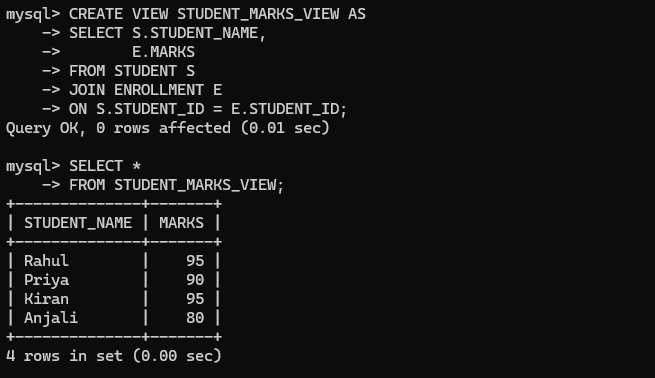 mysql> CREATE VIEW STUDENT_MARKS_VIEW AS
    -> SELECT S.STUDENT_NAME,
    ->        E.MARKS
    -> FROM STUDENT S
    -> JOIN ENROLLMENT E
    -> ON S.STUDENT_ID = E.STUDENT_ID;
Query OK, 0 rows affected (0.01 sec)

mysql> SELECT *
    -> FROM STUDENT_MARKS_VIEW;
+--------------+-------+
| STUDENT_NAME | MARKS |
+--------------+-------+
| Rahul        |    95 |
| Priya        |    90 |
| Kiran        |    95 |
| Anjali       |    80 |
+--------------+-------+
4 rows in set (0.00 sec)